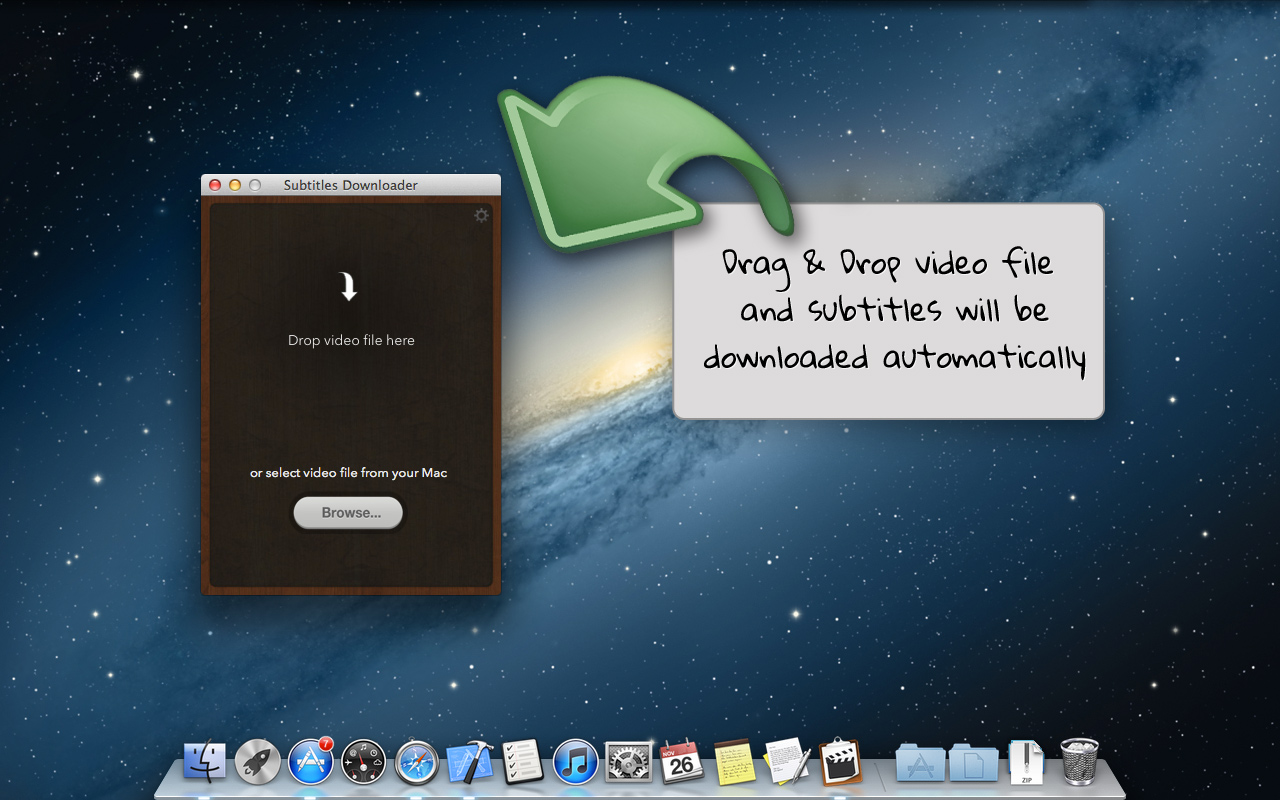 Subtitles Downloader
Drop video file here
or select video file from your Mac
Browse...
Drag & Drop video file
and subtitles will be
downloaded automatically
7
NOV
26
ZIP